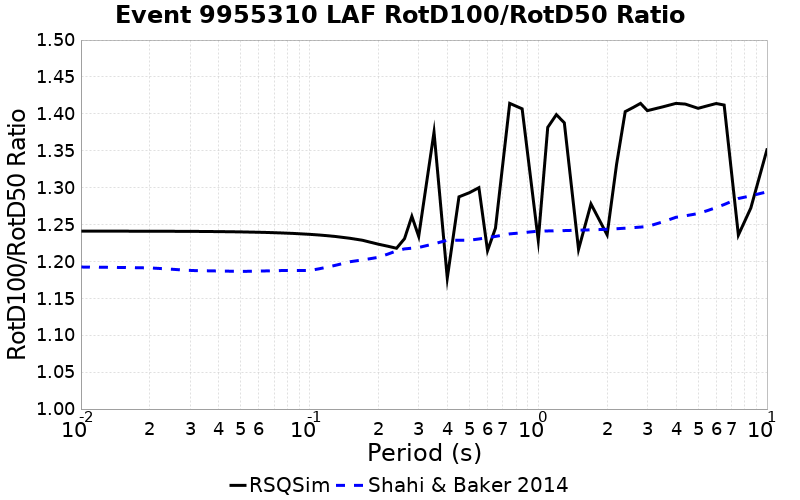 Event 9955310 LAF RotD100/RotD50 Ratio
RotD100/RotD50 Ratio
1.50
1.45
1.40
1.35
1.30
1.25
1.20
1.15
1.10
1.05
1.00
10-2 2 3 4 5 6 10-1 2 3 4 5 6 7 100 2 3 4 5 6 7 101
Period (s)
RSQSim Shahi & Baker 2014